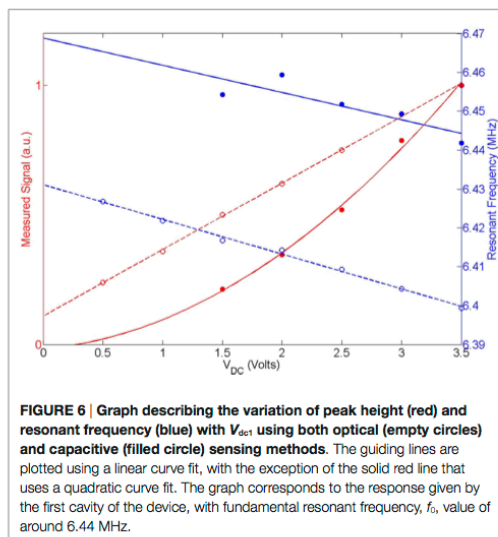 1
0
Measured Signal (a.u.)
0 0.5 1 1.5 2 2.5 3 3.5
V_DC (Volts)
6.47
6.46
6.45
6.44
6.43
6.42
6.41
6.4
6.39
Resonant Frequency (MHz)
FIGURE 6 | Graph describing the variation of peak height (red) and
resonant frequency (blue) with V_dc1 using both optical (empty circles)
and capacitive (filled circle) sensing methods. The guiding lines are
plotted using a linear curve fit, with the exception of the solid red line that
uses a quadratic curve fit. The graph corresponds to the response given by
the first cavity of the device, with fundamental resonant frequency, f₀, value of
around 6.44 MHz.